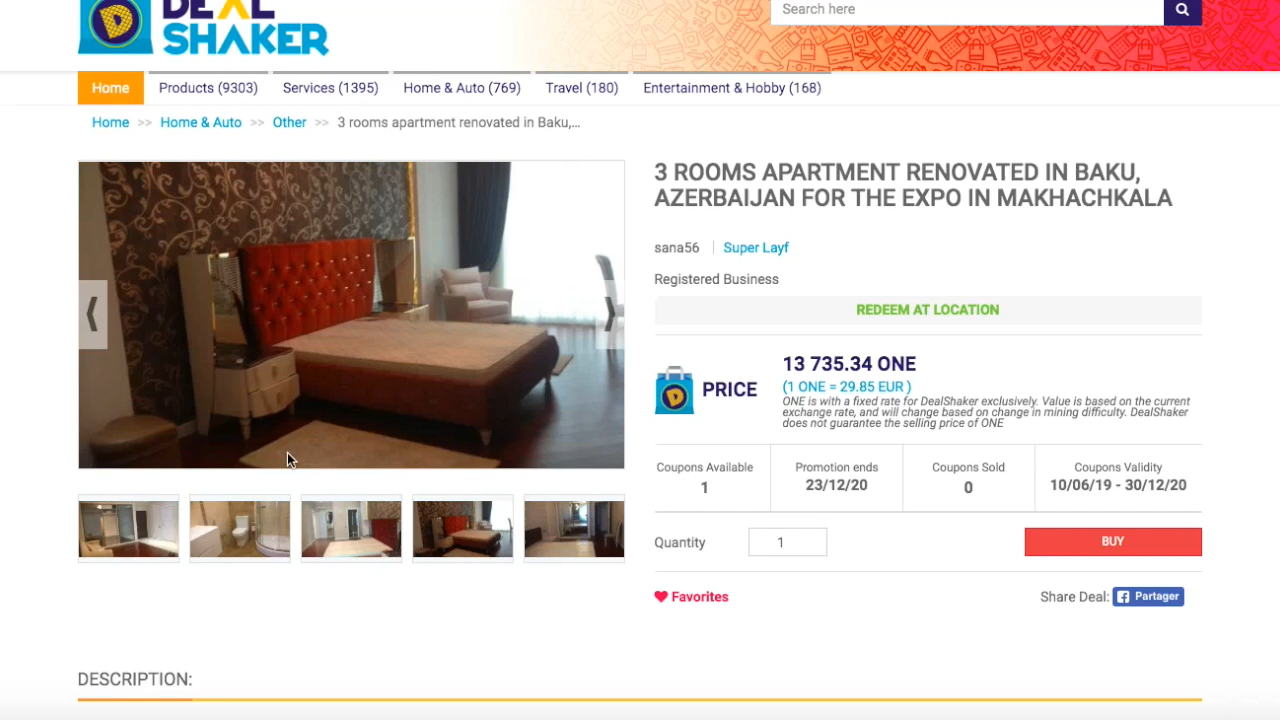 DEAL
SHAKER
Search here
Home
Products (9303)
Services (1395)
Home & Auto (769)
Travel (180)
Entertainment & Hobby (168)
Home >> Home & Auto >> Other >> 3 rooms apartment renovated in Baku,...
3 ROOMS APARTMENT RENOVATED IN BAKU,
AZERBAIJAN FOR THE EXPO IN MAKHACHKALA
sana56 | Super Layf
Registered Business
REDEEM AT LOCATION
PRICE
13 735.34 ONE
(1 ONE = 29.85 EUR )
ONE is with a fixed rate for DealShaker exclusively. Value is based on the current
exchange rate, and will change based on change in mining difficulty. DealShaker
does not guarantee the selling price of ONE
Coupons Available
1
Promotion ends
23/12/20
Coupons Sold
0
Coupons Validity
10/06/19 - 30/12/20
Quantity
1
BUY
Favorites
Share Deal:
Partager
DESCRIPTION: